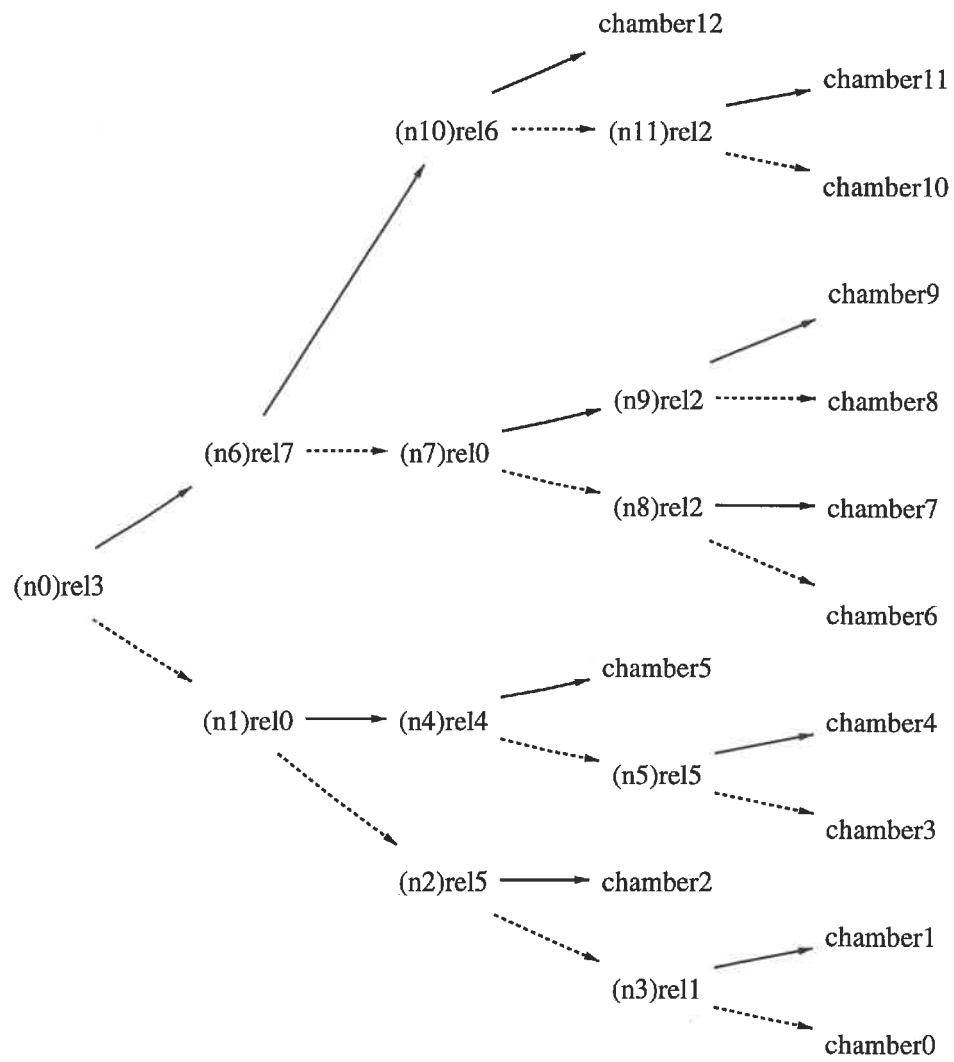 chamber12
chamber11
(n10)rel6
(n11)rel2
chamber10
chamber9
(n9)rel2
chamber8
(n6)rel7
(n7)rel0
(n8)rel2
chamber7
(n0)rel3
chamber6
chamber5
(n1)rel0
(n4)rel4
chamber4
(n5)rel5
chamber3
(n2)rel5
chamber2
chamber1
(n3)rel1
chamber0